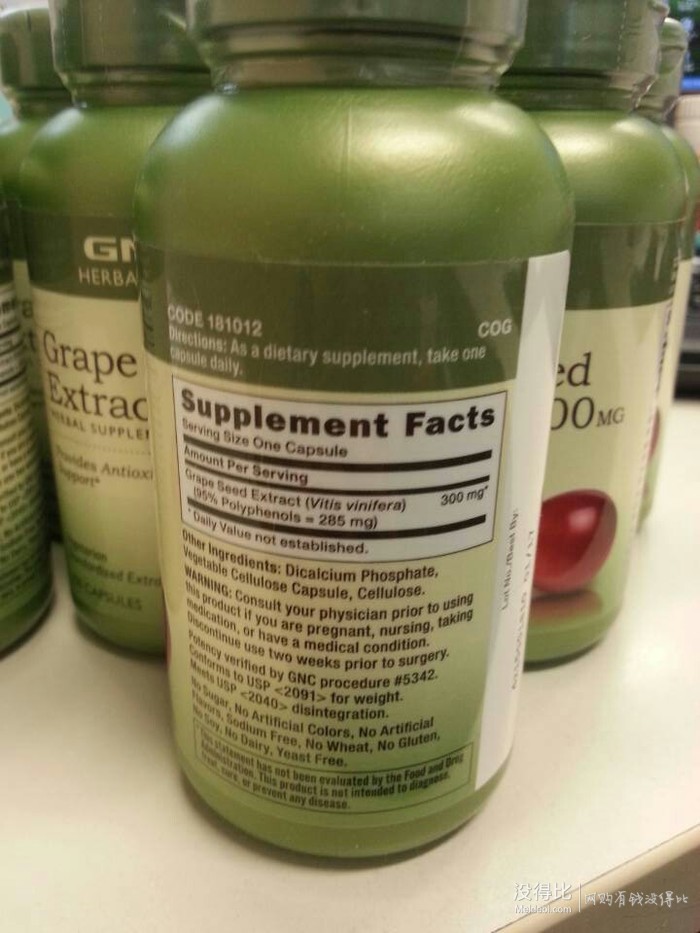 GN
HERBA
Grape
Extrac
HERBAL SUPPLEM
Provides Antioxi
Support*
CAPSULES
CODE 181012
COG
Directions: As a dietary supplement, take one
capsule daily.
Supplement Facts
Serving Size One Capsule
Amount Per Serving
Grape Seed Extract (Vitis vinifera) 300 mg*
(95% Polyphenols = 285 mg)
* Daily Value not established.
Other Ingredients: Dicalcium Phosphate,
Vegetable Cellulose Capsule, Cellulose.
WARNING: Consult your physician prior to using
this product if you are pregnant, nursing, taking
medication, or have a medical condition.
Discontinue use two weeks prior to surgery.
Potency verified by GNC procedure #5342.
Conforms to USP <2091> for weight.
Meets USP <2040> disintegration.
No Sugar, No Artificial Colors, No Artificial
Flavors, Sodium Free, No Wheat, No Gluten,
No Soy, No Dairy, Yeast Free.
*This statement has not been evaluated by the Food and Drug
Administration. This product is not intended to diagnose,
treat, cure, or prevent any disease.
Lot No./Best By:
ed
00MG
没得比
Meidebi.com
网购有钱没得比